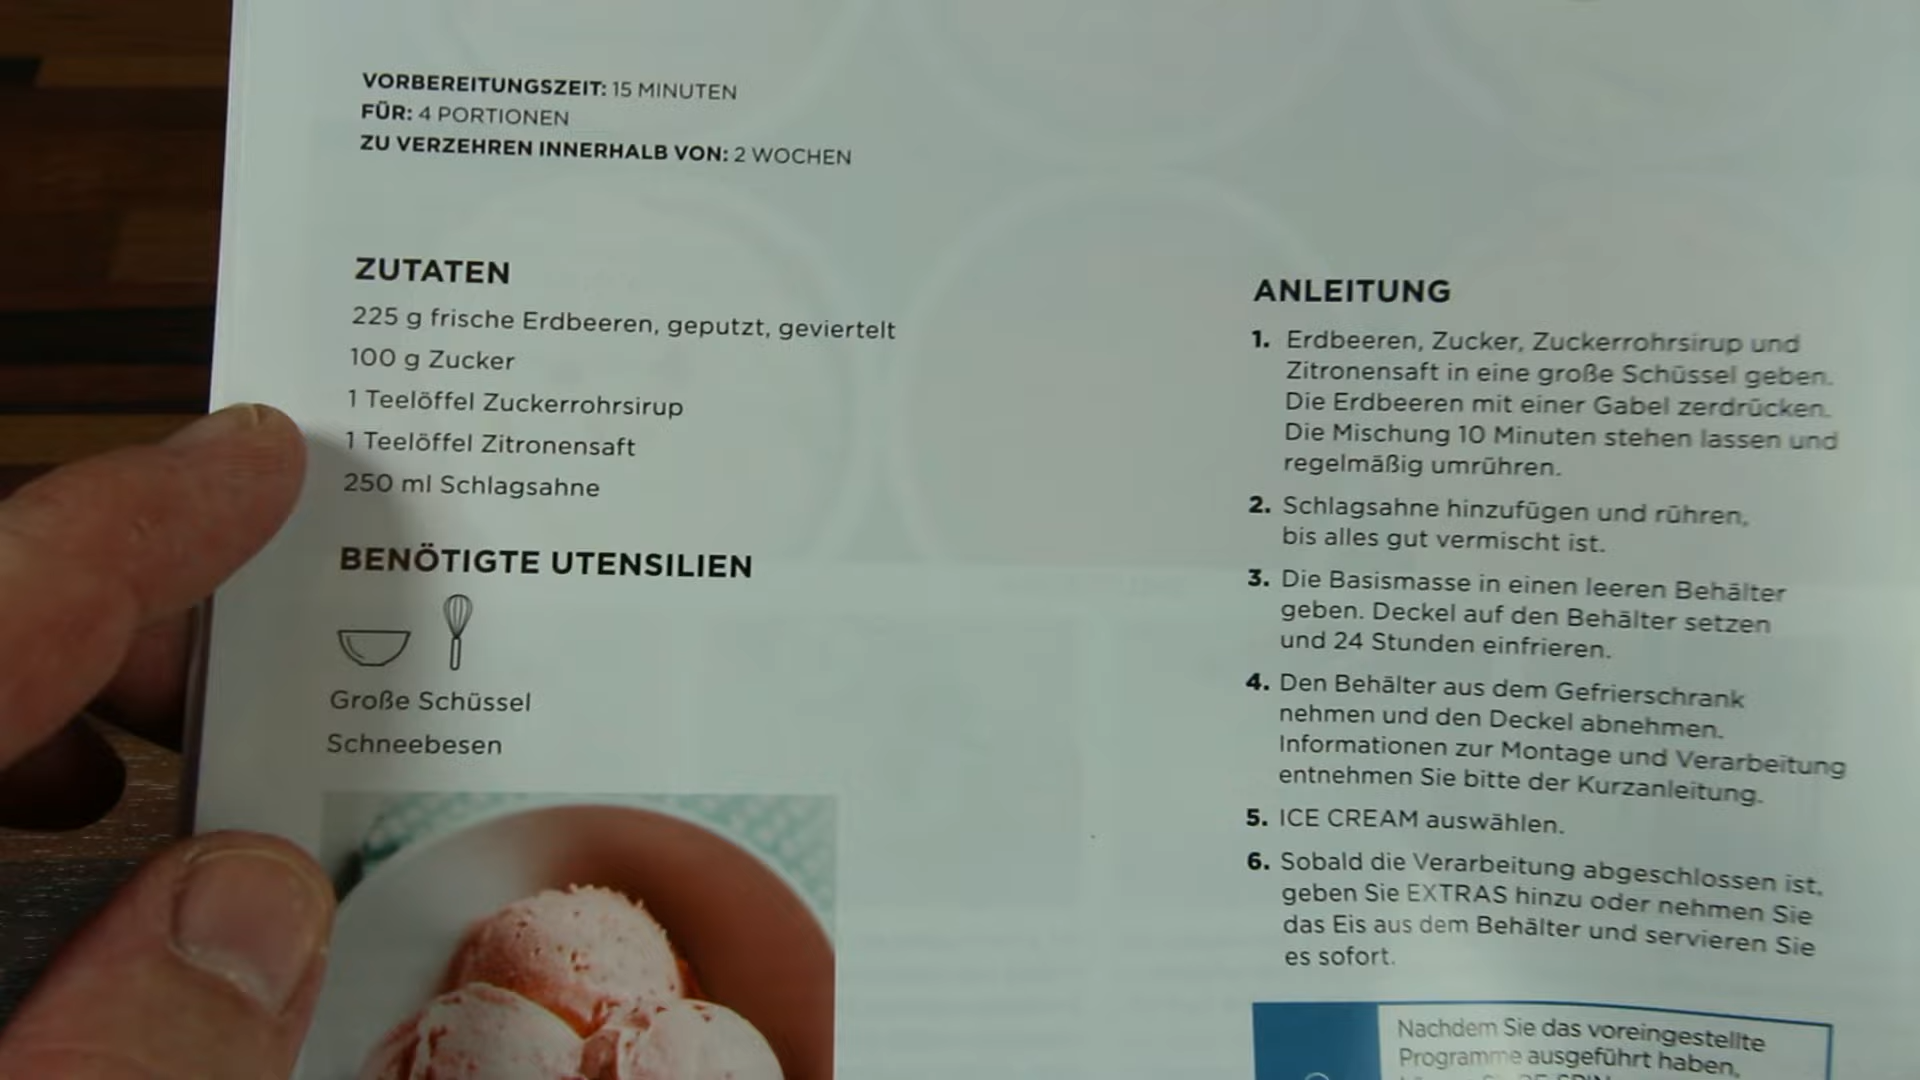 VORBEREITUNGSZEIT: 15 MINUTEN
FÜR: 4 PORTIONEN
ZU VERZEHREN INNERHALB VON: 2 WOCHEN
ZUTATEN
225 g frische Erdbeeren, geputzt, geviertelt
100 g Zucker
1 Teelöffel Zuckerrohrsirup
1 Teelöffel Zitronensaft
250 ml Schlagsahne
BENÖTIGTE UTENSILIEN
Große Schüssel
Schneebesen
ANLEITUNG
1. Erdbeeren, Zucker, Zuckerrohrsirup und
Zitronensaft in eine große Schüssel geben.
Die Erdbeeren mit einer Gabel zerdrücken.
Die Mischung 10 Minuten stehen lassen und
regelmäßig umrühren.
2. Schlagsahne hinzufügen und rühren,
bis alles gut vermischt ist.
3. Die Basismasse in einen leeren Behälter
geben. Deckel auf den Behälter setzen
und 24 Stunden einfrieren.
4. Den Behälter aus dem Gefrierschrank
nehmen und den Deckel abnehmen.
Informationen zur Montage und Verarbeitung
entnehmen Sie bitte der Kurzanleitung.
5. ICE CREAM auswählen.
6. Sobald die Verarbeitung abgeschlossen ist,
geben Sie EXTRAS hinzu oder nehmen Sie
das Eis aus dem Behälter und servieren Sie
es sofort.
Nachdem Sie das voreingestellte
Programme ausgeführt haben,